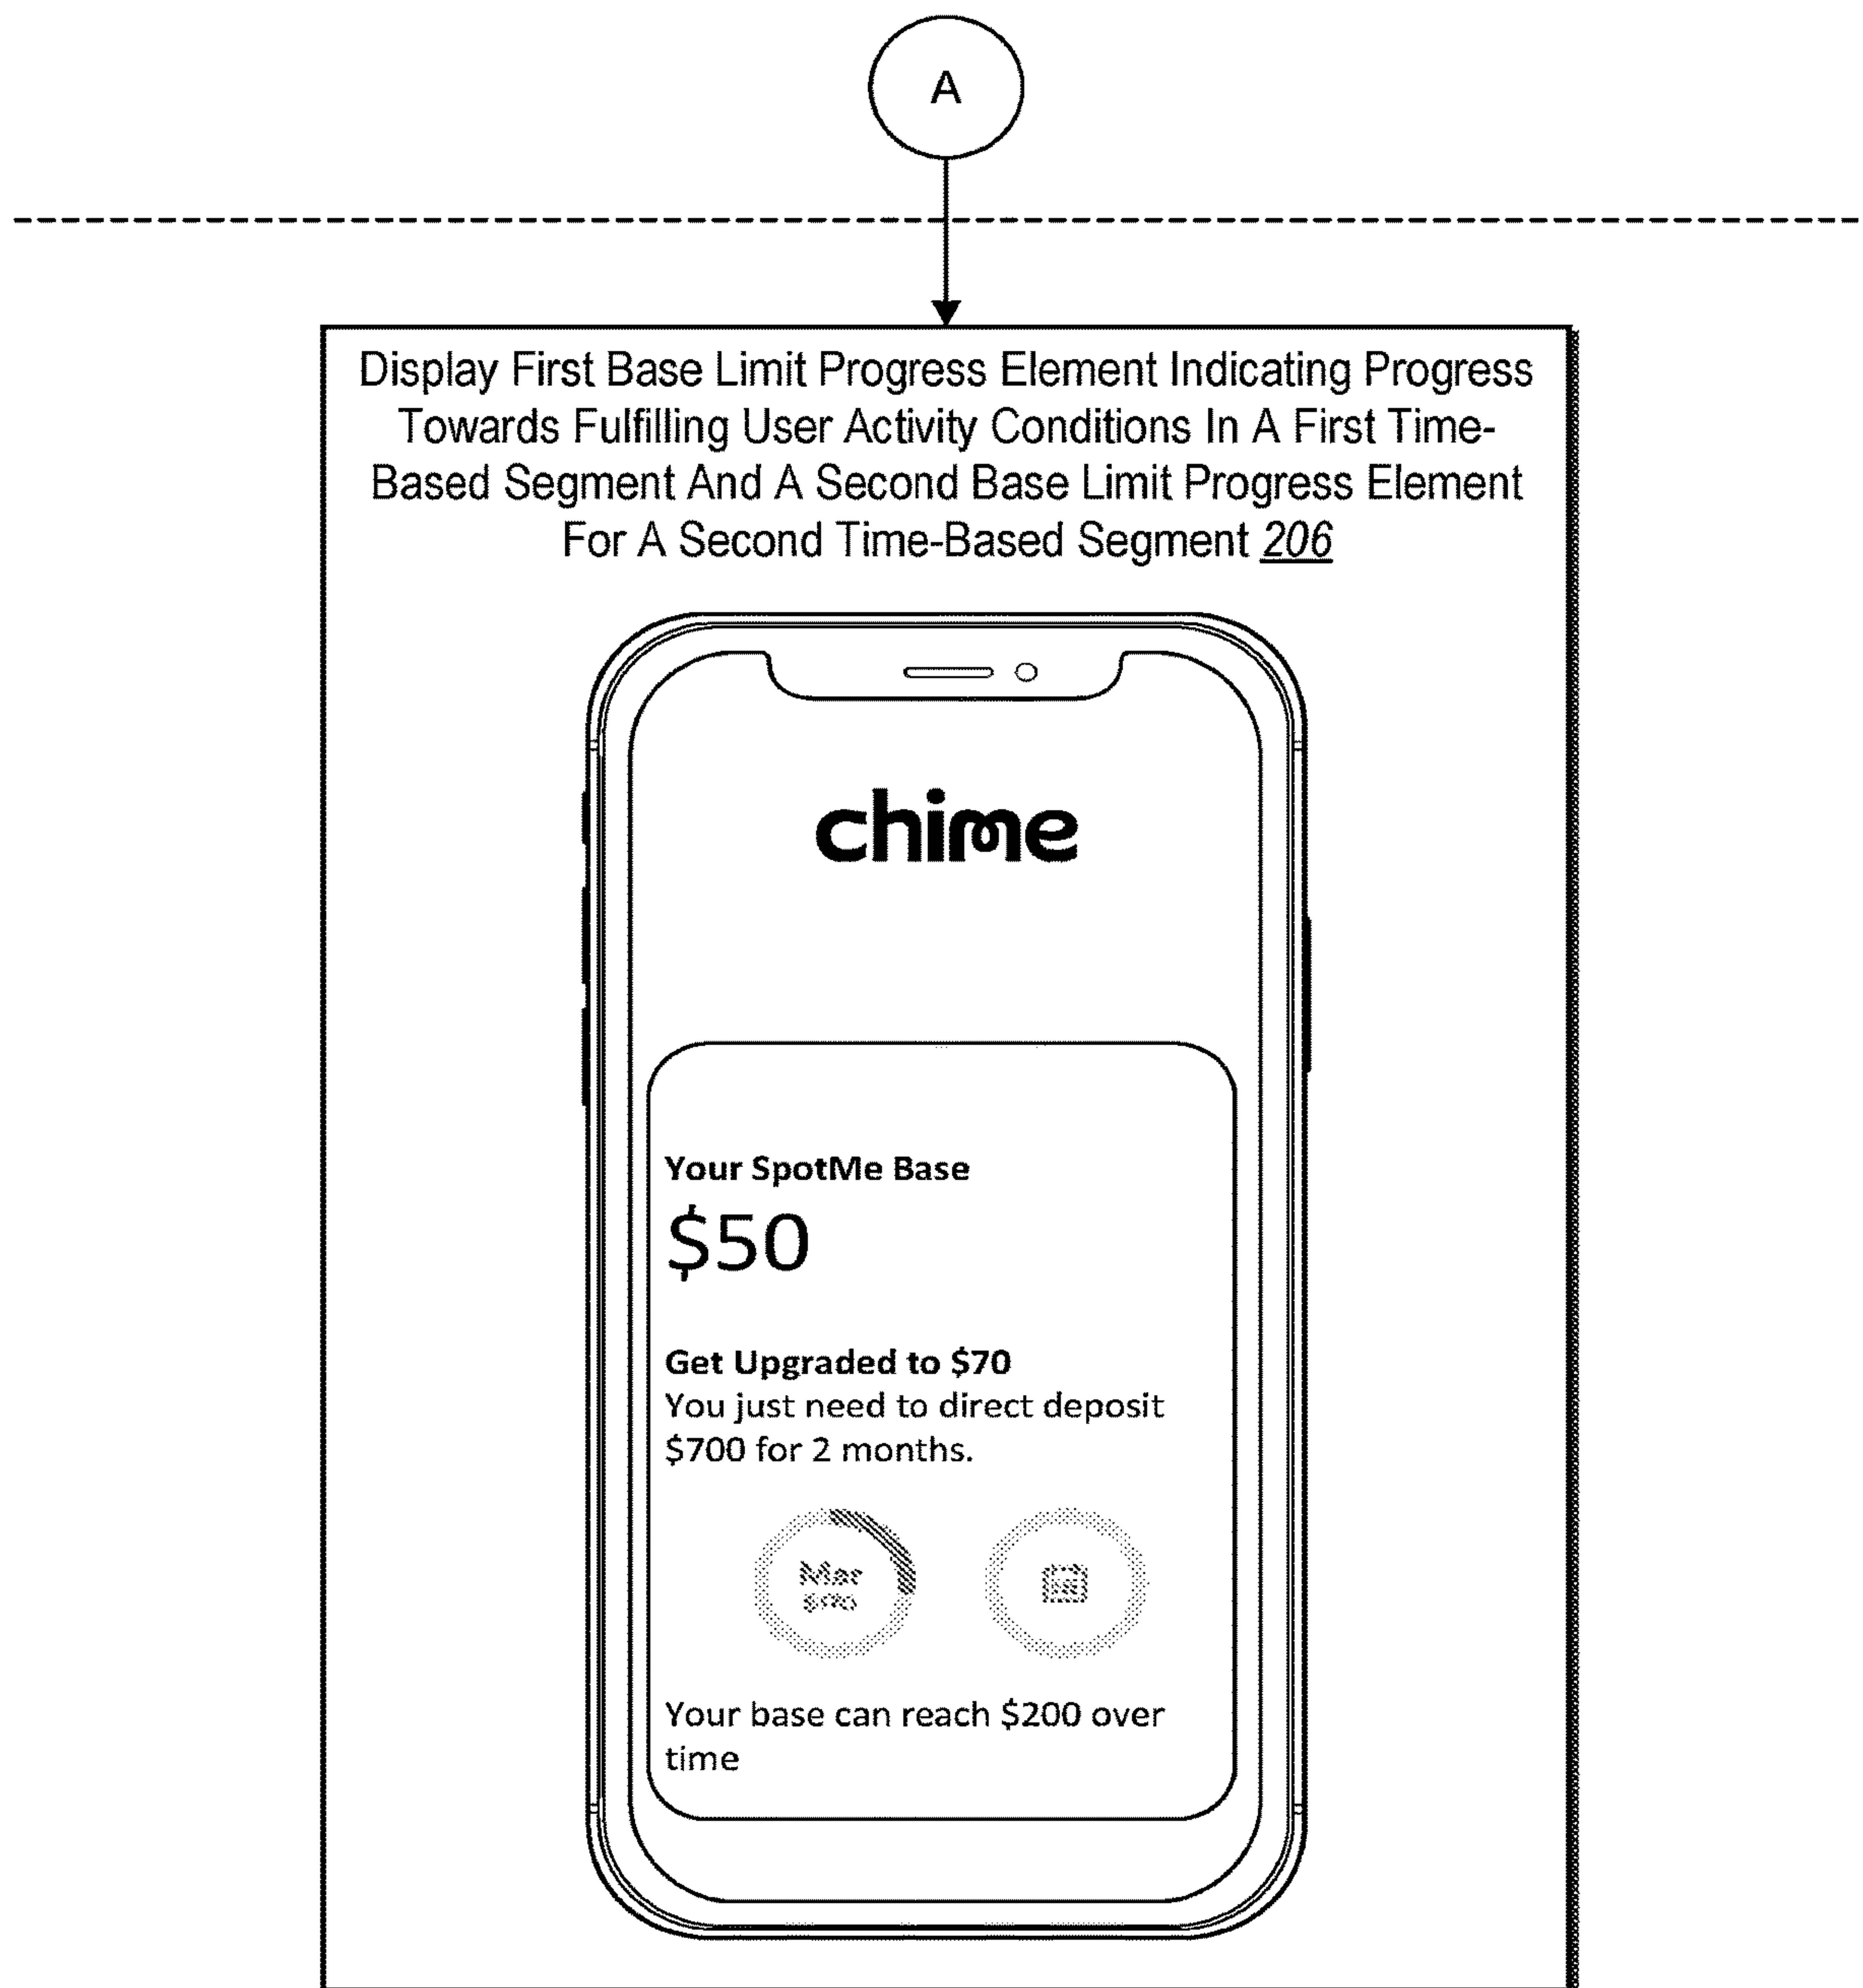 A
Display First Base Limit Progress Element Indicating Progress
Towards Fulfilling User Activity Conditions In A First Time-
Based Segment And A Second Base Limit Progress Element
For A Second Time-Based Segment 206
chime
Your SpotMe Base
$50
Get Upgraded to $70
You just need to direct deposit
$700 for 2 months.
Mar
Your base can reach $200 over
time